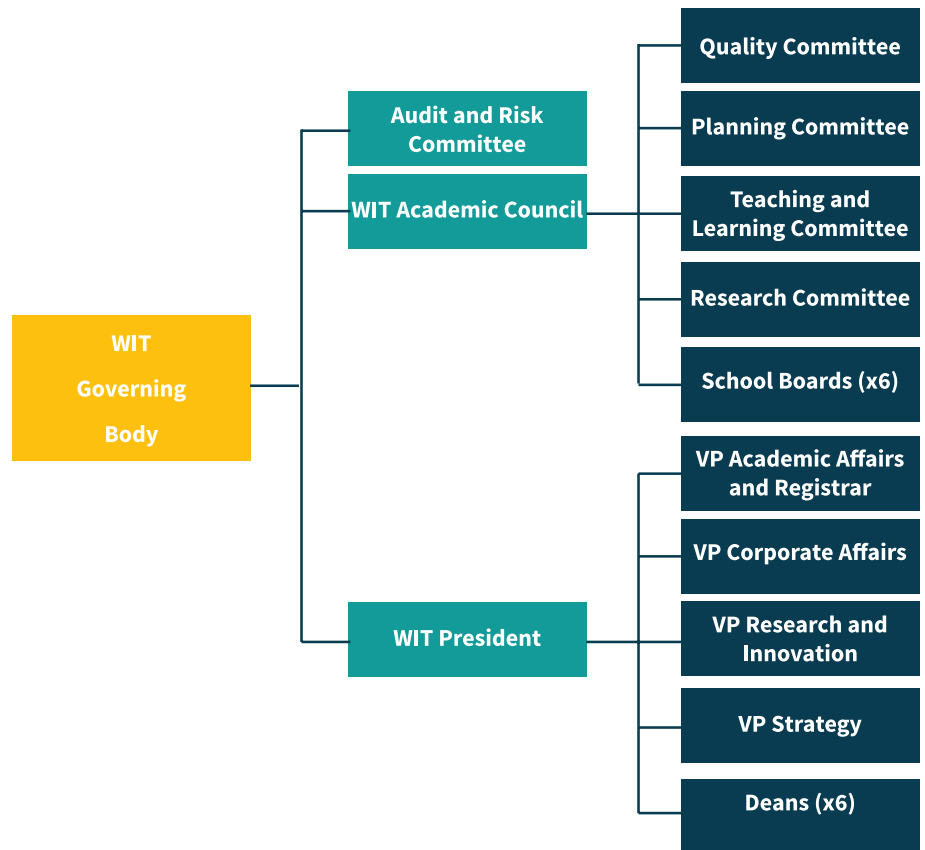 WIT
Governing
Body
Audit and Risk
Committee
WIT Academic Council
WIT President
Quality Committee
Planning Committee
Teaching and
Learning Committee
Research Committee
School Boards (x6)
VP Academic Affairs
and Registrar
VP Corporate Affairs
VP Research and
Innovation
VP Strategy
Deans (x6)